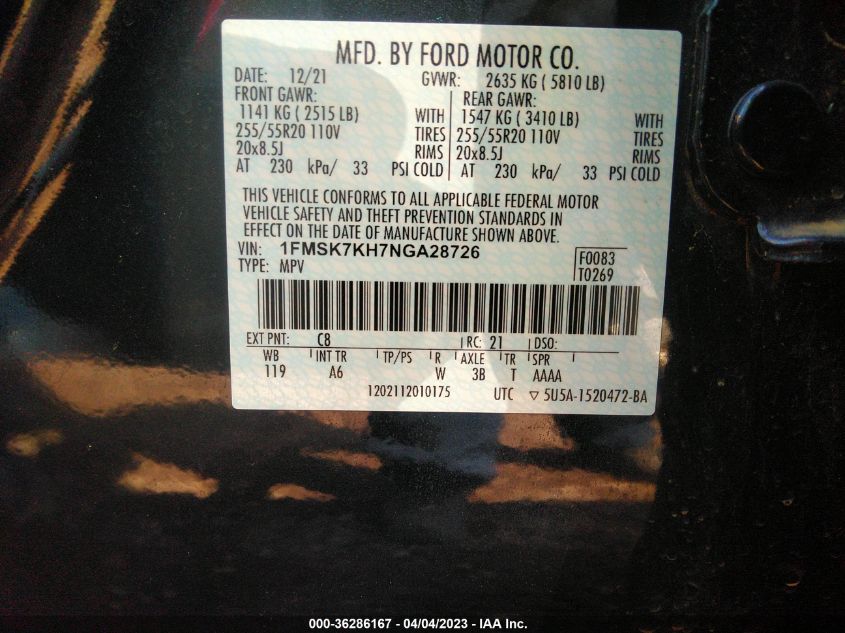 MFD. BY FORD MOTOR CO.
DATE: 12/21 GVWR: 2635 KG ( 5810 LB)
FRONT GAWR: REAR GAWR:
1141 KG ( 2515 LB) WITH 1547 KG ( 3410 LB) WITH
255/55R20 110V TIRES 255/55R20 110V TIRES
20x8.5J RIMS 20x8.5J RIMS
AT 230 kPa/ 33 PSI COLD AT 230 kPa/ 33 PSI COLD
THIS VEHICLE CONFORMS TO ALL APPLICABLE FEDERAL MOTOR
VEHICLE SAFETY AND THEFT PREVENTION STANDARDS IN
EFFECT ON THE DATE OF MANUFACTURE SHOWN ABOVE.
VIN: 1FMSK7KH7NGA28726 F0083
TYPE: MPV T0269
EXT PNT: C8 RC: 21 DSO:
WB INT TR TP/PS R AXLE TR SPR
119 A6 W 3B T AAAA
1202112010175 UTC ▽ 5U5A-1520472-BA
000-36286167 - 04/04/2023 - IAA Inc.